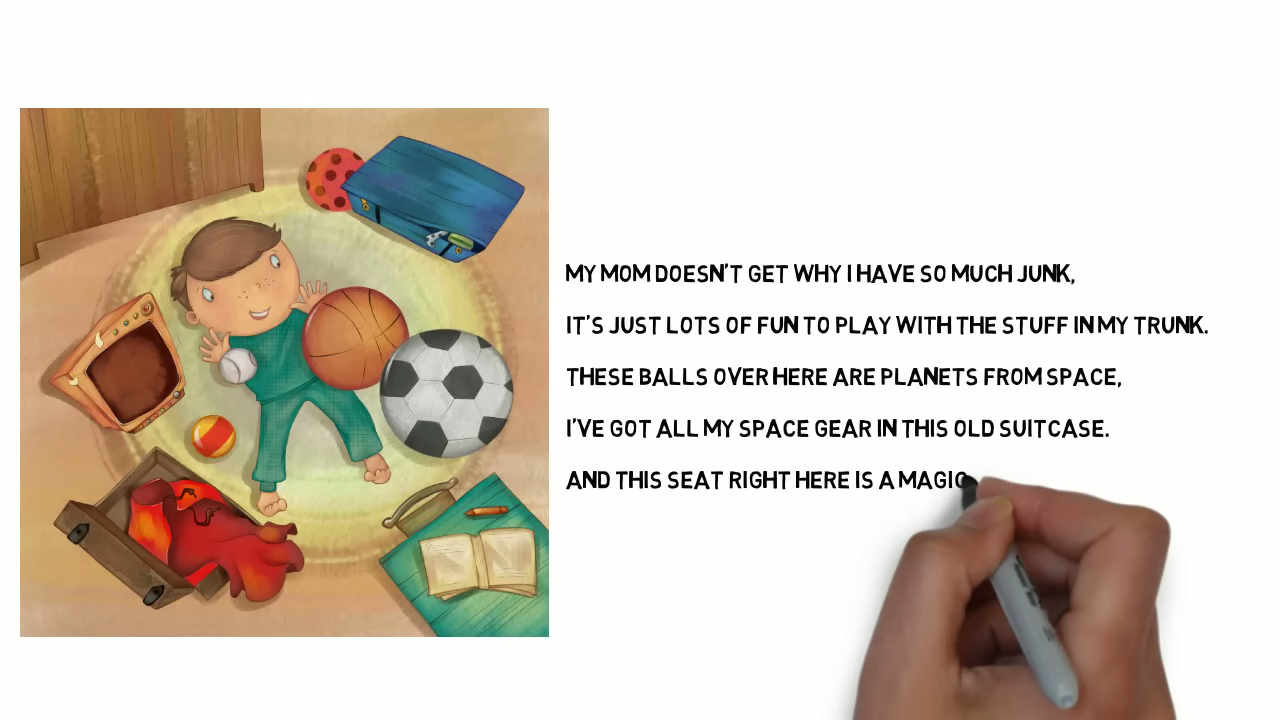 MY MOM DOESN'T GET WHY I HAVE SO MUCH JUNK,
IT'S JUST LOTS OF FUN TO PLAY WITH THE STUFF IN MY TRUNK.
THESE BALLS OVER HERE ARE PLANETS FROM SPACE,
I'VE GOT ALL MY SPACE GEAR IN THIS OLD SUITCASE.
AND THIS SEAT RIGHT HERE IS A MAGIC